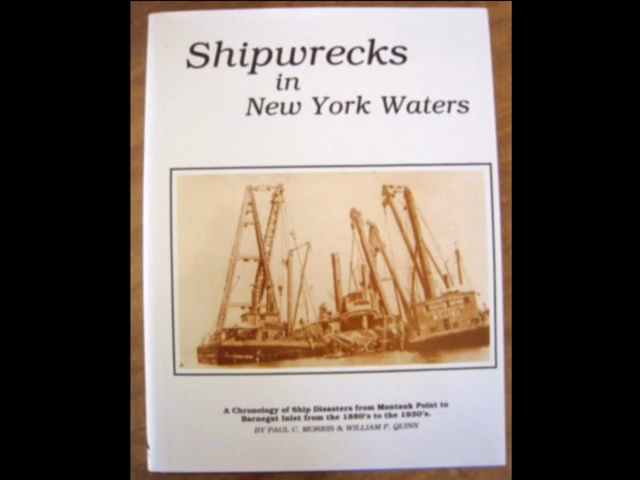 Shipwrecks
in
New York Waters
A Chronology of Ship Disasters from Montauk Point to
Barnegat Inlet from the 1880's to the 1930's.
BY PAUL C. MORRIS & WILLIAM P. QUINN